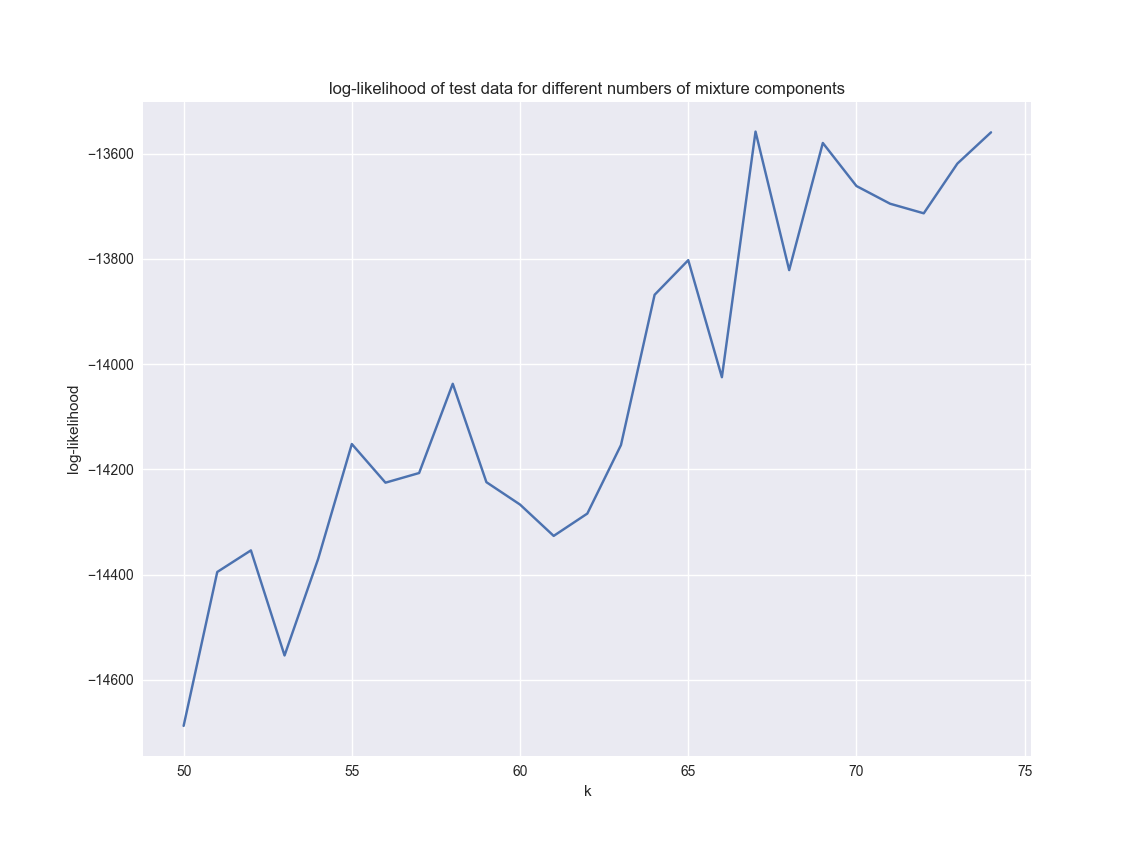 log-likelihood of test data for different numbers of mixture components
log-likelihood
−13600
−13800
−14000
−14200
−14400
−14600
50 55 60 65 70 75
k